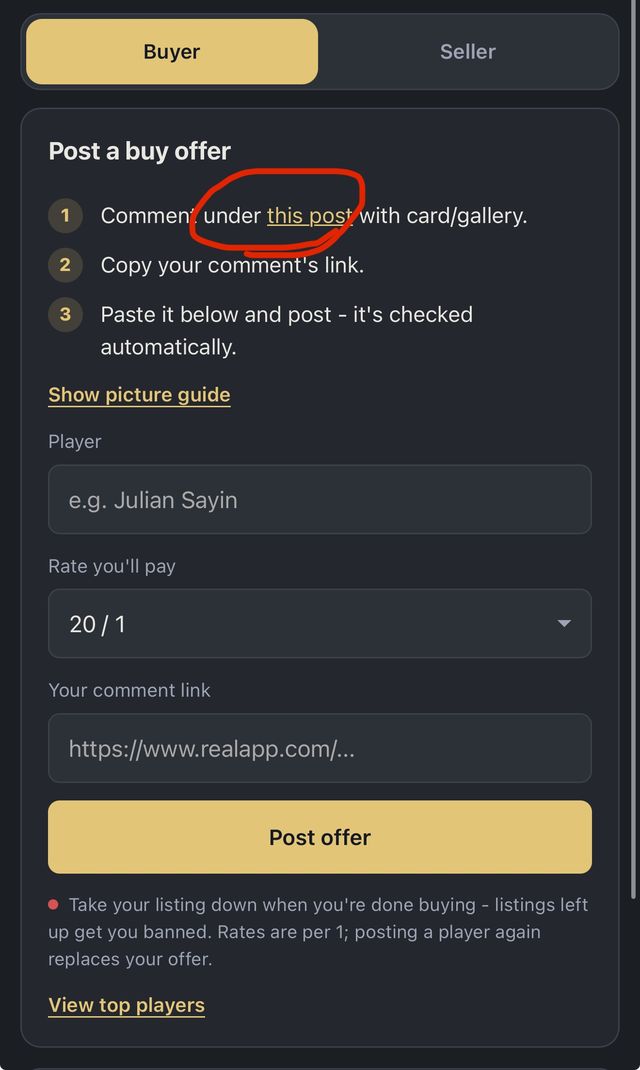 Buyer
Seller
Post a buy offer
1 Comment under this post with card/gallery.
2 Copy your comment's link.
3 Paste it below and post - it's checked
automatically.
Show picture guide
Player
e.g. Julian Sayin
Rate you'll pay
20 / 1
Your comment link
https://www.realapp.com/...
Post offer
Take your listing down when you're done buying - listings left
up get you banned. Rates are per 1; posting a player again
replaces your offer.
View top players